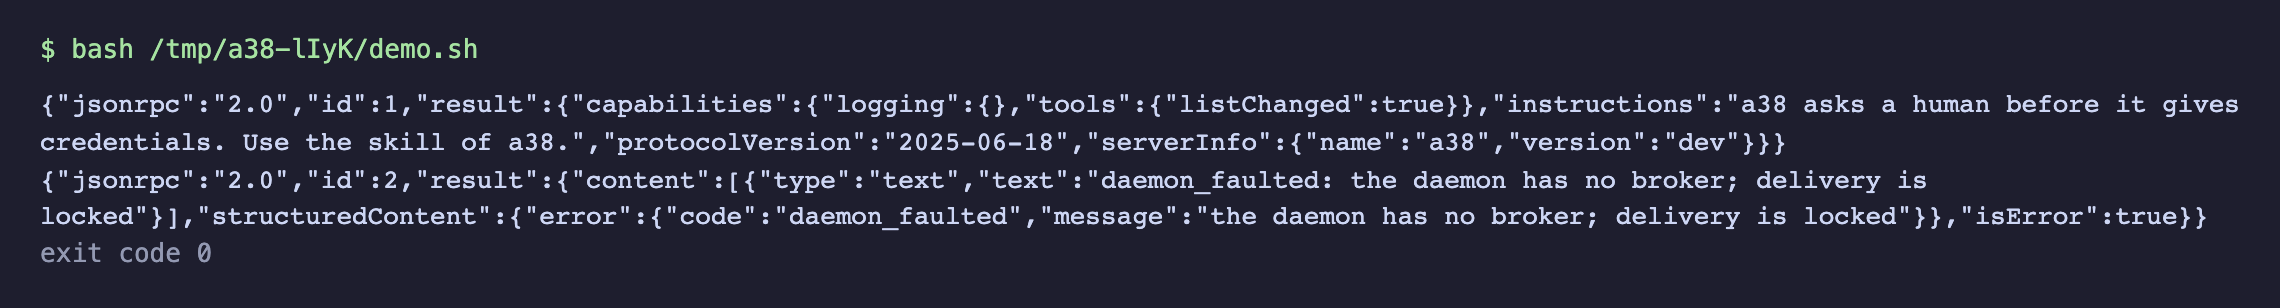 $ bash /tmp/a38-lIyK/demo.sh
{"jsonrpc":"2.0","id":1,"result":{"capabilities":{"logging":{},"tools":{"listChanged":true}},"instructions":"a38 asks a human before it gives
credentials. Use the skill of a38.","protocolVersion":"2025-06-18","serverInfo":{"name":"a38","version":"dev"}}}
{"jsonrpc":"2.0","id":2,"result":{"content":[{"type":"text","text":"daemon_faulted: the daemon has no broker; delivery is
locked"}],"structuredContent":{"error":{"code":"daemon_faulted","message":"the daemon has no broker; delivery is locked"}},"isError":true}}
exit code 0